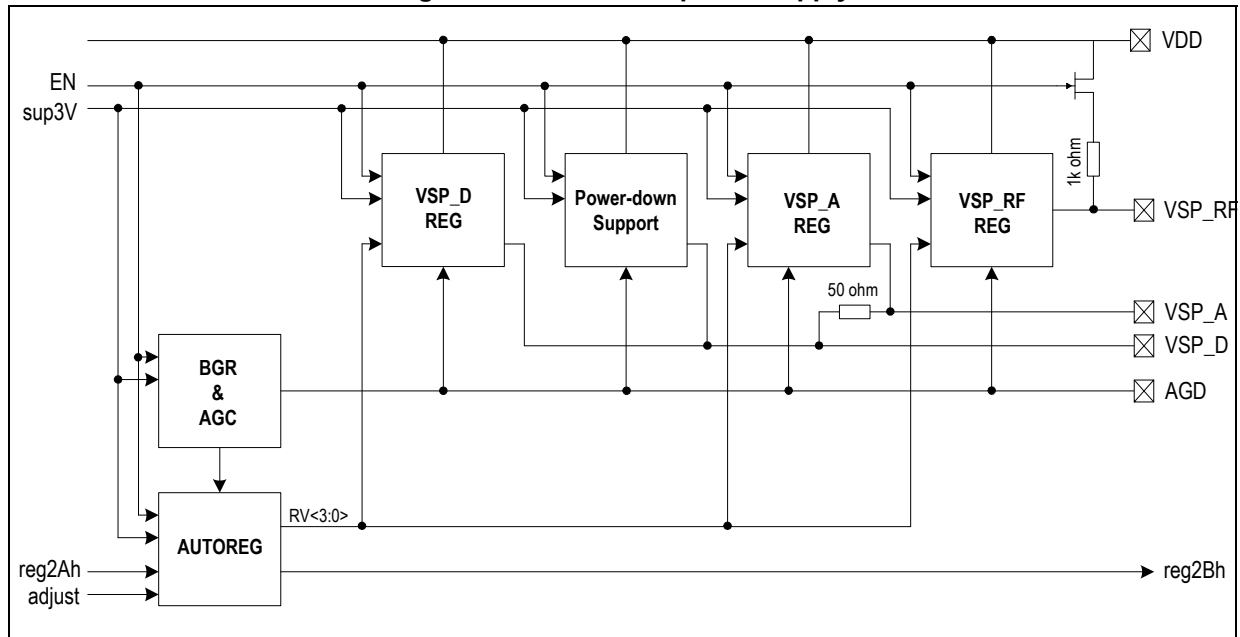 VDD
EN
sup3V
1k ohm
VSP_D
REG
Power-down
Support
VSP_A
REG
VSP_RF
REG
VSP_RF
50 ohm
VSP_A
VSP_D
BGR
&
AGC
AGD
RV<3:0>
AUTOREG
reg2Ah
adjust
reg2Bh